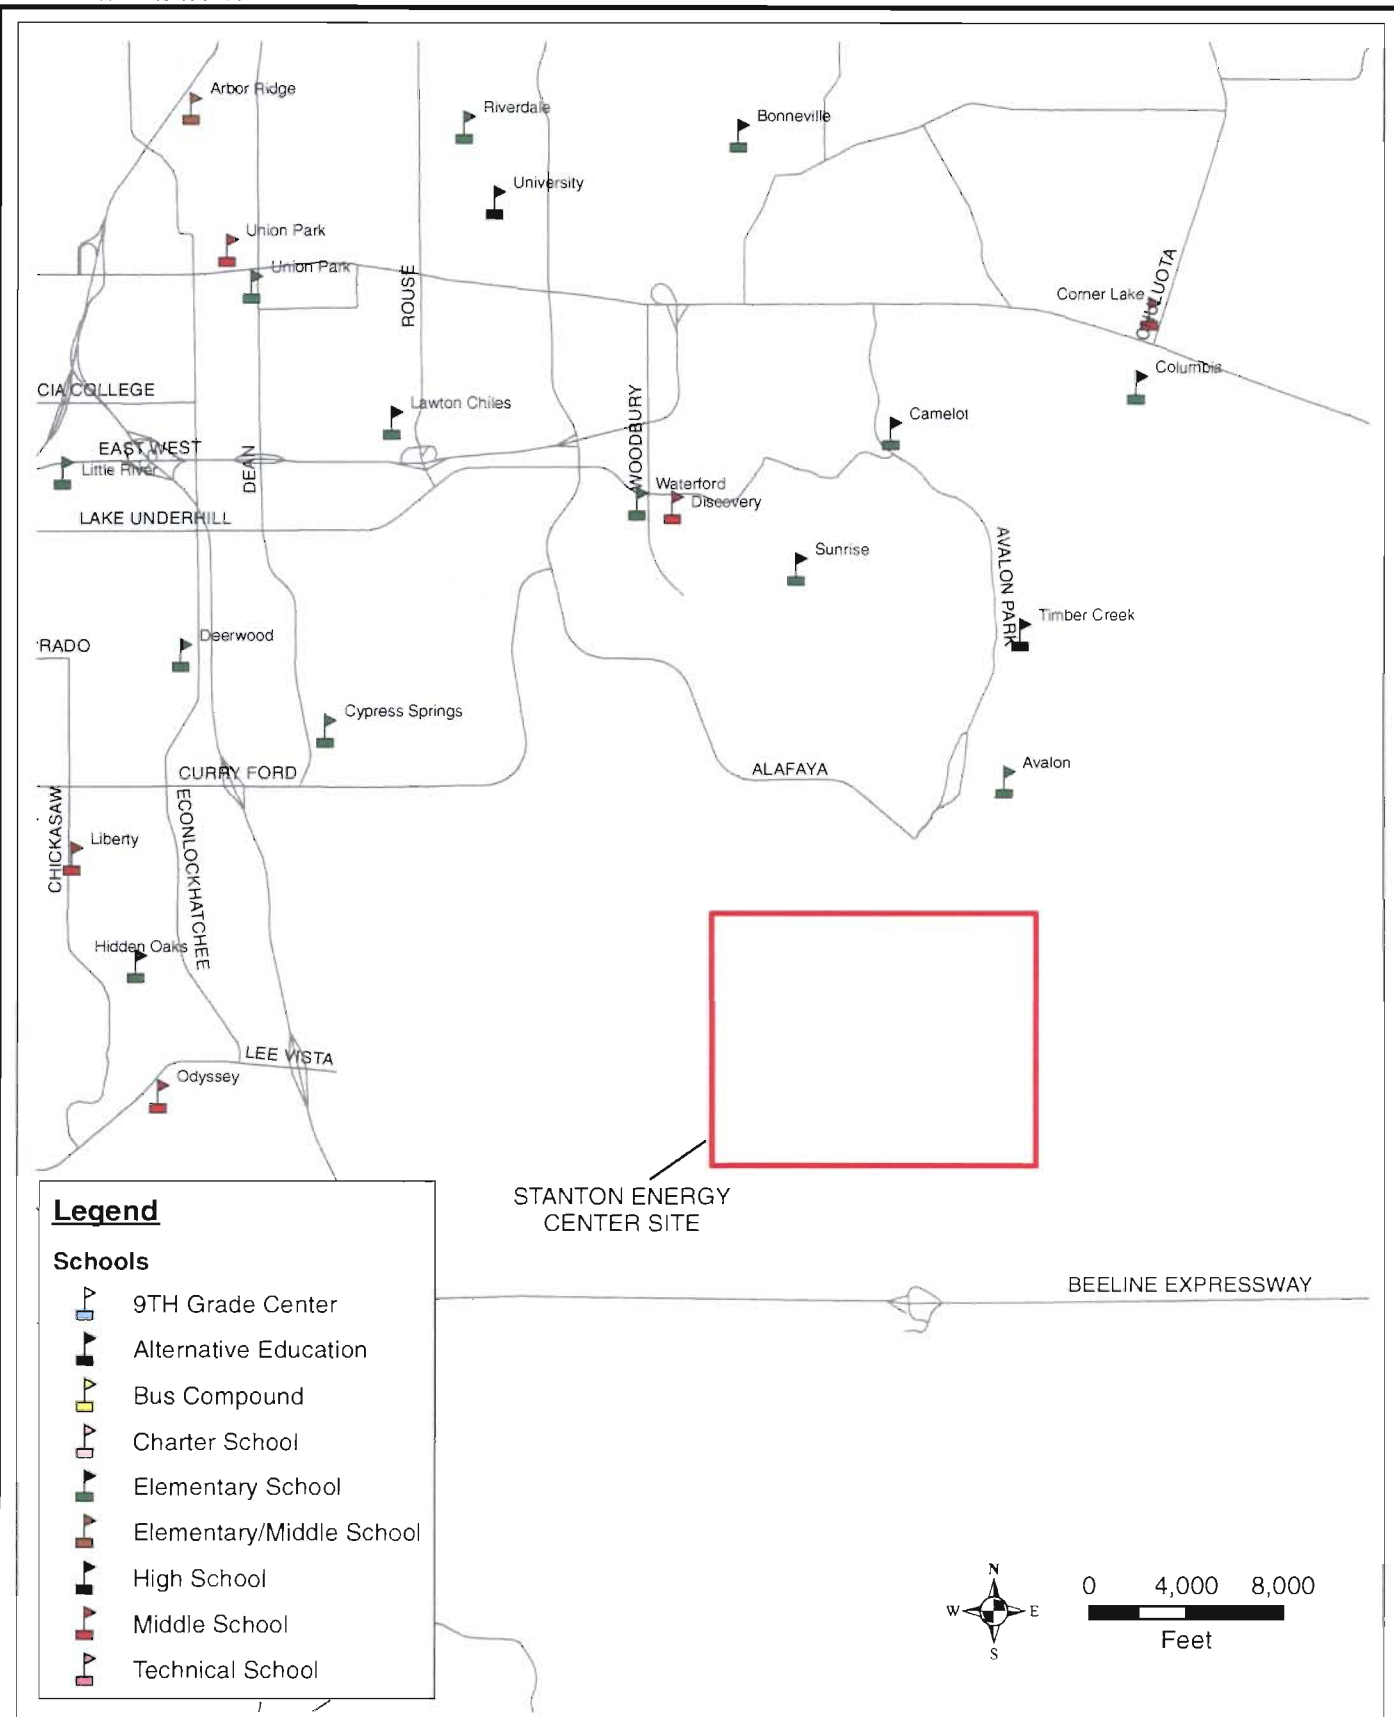 Arbor Ridge
Riverdale
Bonneville
University
Union Park
Union Park
ROUSE
Corner Lake
CHULUOTA
Columbia
CIA COLLEGE
Lawton Chiles
WOODBURY
Camelot
EAST WEST
Little River
DEAN
Waterford
Discovery
LAKE UNDERHILL
Sunrise
AVALON PARK
Timber Creek
RADO
Deerwood
Cypress Springs
CURRY FORD
ALAFAYA
Avalon
CHICKASAW
ECONLOCKHATCHEE
Liberty
Hidden Oaks
LEE VISTA
Odyssey
STANTON ENERGY
CENTER SITE
BEELINE EXPRESSWAY
Legend
Schools
9TH Grade Center
Alternative Education
Bus Compound
Charter School
Elementary School
Elementary/Middle School
High School
Middle School
Technical School
N
W E
S
0 4,000 8,000
Feet